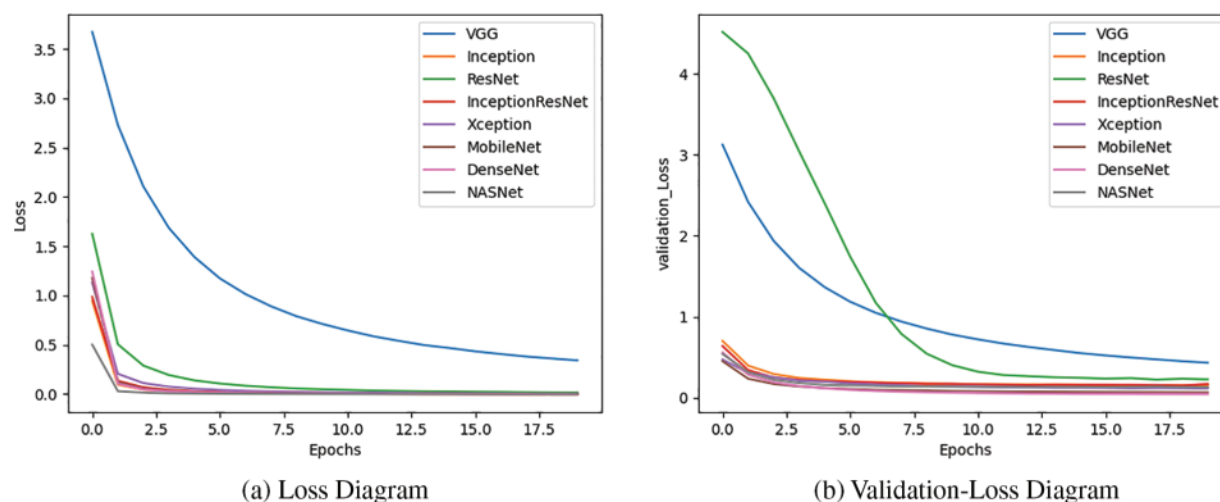 3.5
3.0
2.5
2.0
1.5
1.0
0.5
0.0
Loss
0.0 2.5 5.0 7.5 10.0 12.5 15.0 17.5
Epochs
VGG
Inception
ResNet
InceptionResNet
Xception
MobileNet
DenseNet
NASNet
(a) Loss Diagram
4
3
2
1
0
validation_Loss
0.0 2.5 5.0 7.5 10.0 12.5 15.0 17.5
Epochs
VGG
Inception
ResNet
InceptionResNet
Xception
MobileNet
DenseNet
NASNet
(b) Validation-Loss Diagram